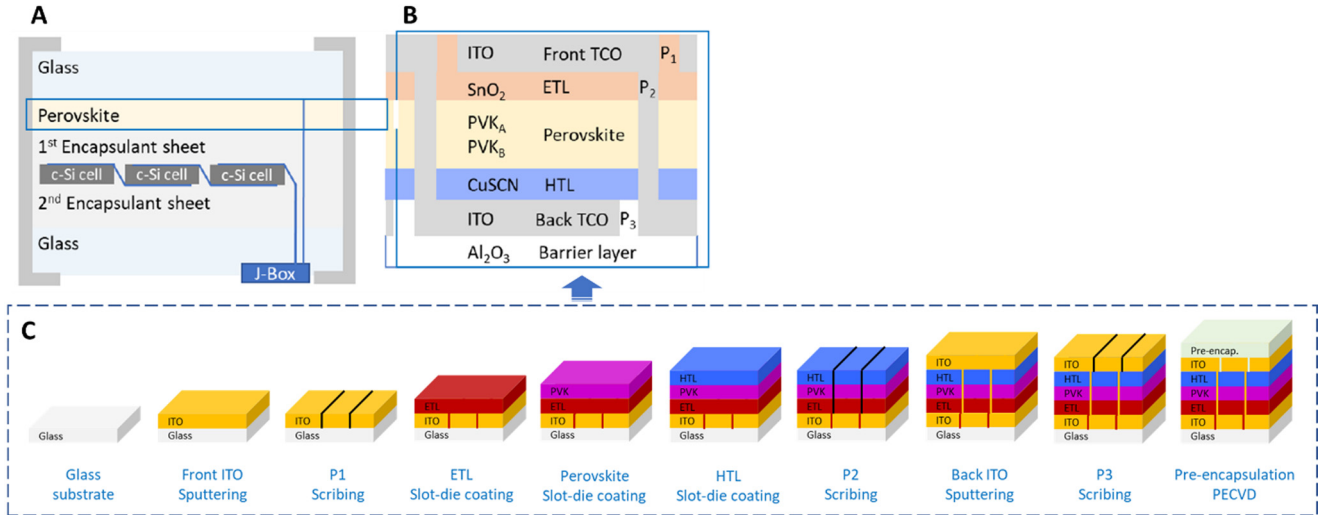 A
Glass
Perovskite
1st Encapsulant sheet
c-Si cell c-Si cell c-Si cell
2nd Encapsulant sheet
Glass
J-Box
B
ITO Front TCO P1
SnO2 ETL P2
PVKA
PVKB
Perovskite
CuSCN HTL
ITO Back TCO P3
Al2O3 Barrier layer
C
Glass
Glass
substrate
ITO
Glass
Front ITO
Sputtering
ITO
Glass
P1
Scribing
ETL
ITO
Glass
ETL
Slot-die coating
PVK
ETL
ITO
Glass
Perovskite
Slot-die coating
HTL
PVK
ETL
ITO
Glass
HTL
Slot-die coating
HTL
PVK
ETL
ITO
Glass
P2
Scribing
ITO
HTL
PVK
ETL
ITO
Glass
Back ITO
Sputtering
ITO
HTL
PVK
ETL
ITO
Glass
P3
Scribing
Pre-encap.
ITO
HTL
PVK
ETL
ITO
Glass
Pre-encapsulation
PECVD